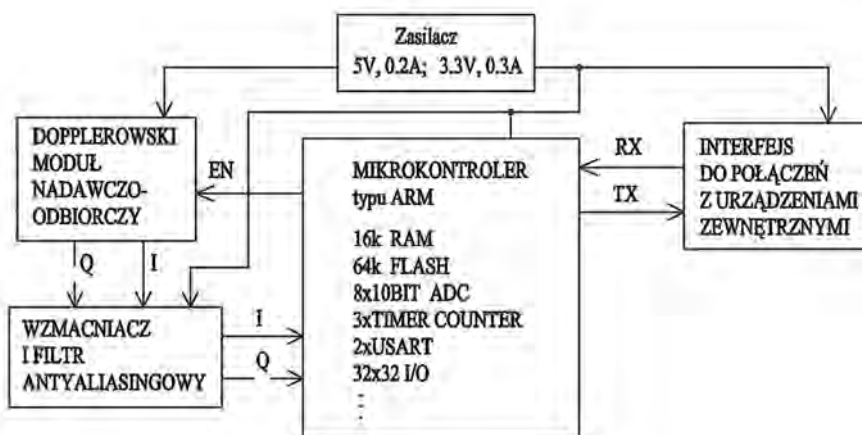 Zasilacz
5V, 0.2A; 3.3V, 0.3A
DOPPLEROWSKI
MODUŁ
NADAWCZO-
ODBIORCZY
EN
MIKROKONTROLER
typu ARM
16k RAM
64k FLASH
8x10BIT ADC
3xTIMER COUNTER
2xUSART
32x32 I/O
RX
TX
INTERFEJS
DO POŁĄCZEŃ
Z URZĄDZENIAMI
ZEWNĘTRZNYMI
Q I
WZMACNIACZ
I FILTR
ANTYALIASINGOWY
I
Q